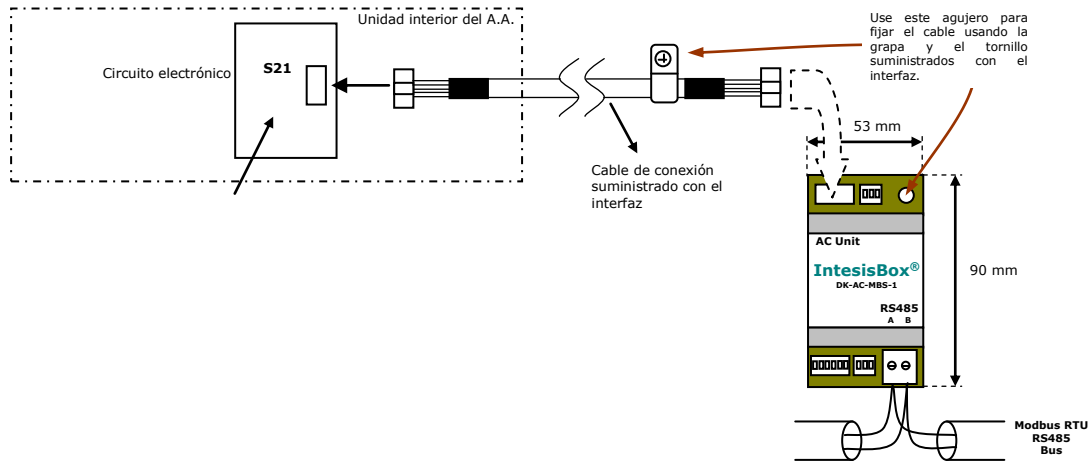 Unidad interior del A.A.
Circuito electrónico
S21
Use este agujero para
fijar el cable usando la
grapa y el tornillo
suministrados con el
interfaz.
53 mm
Cable de conexión
suministrado con el
interfaz
AC Unit
IntesisBox®
DK-AC-MBS-1
90 mm
RS485
A B
Modbus RTU
RS485
Bus